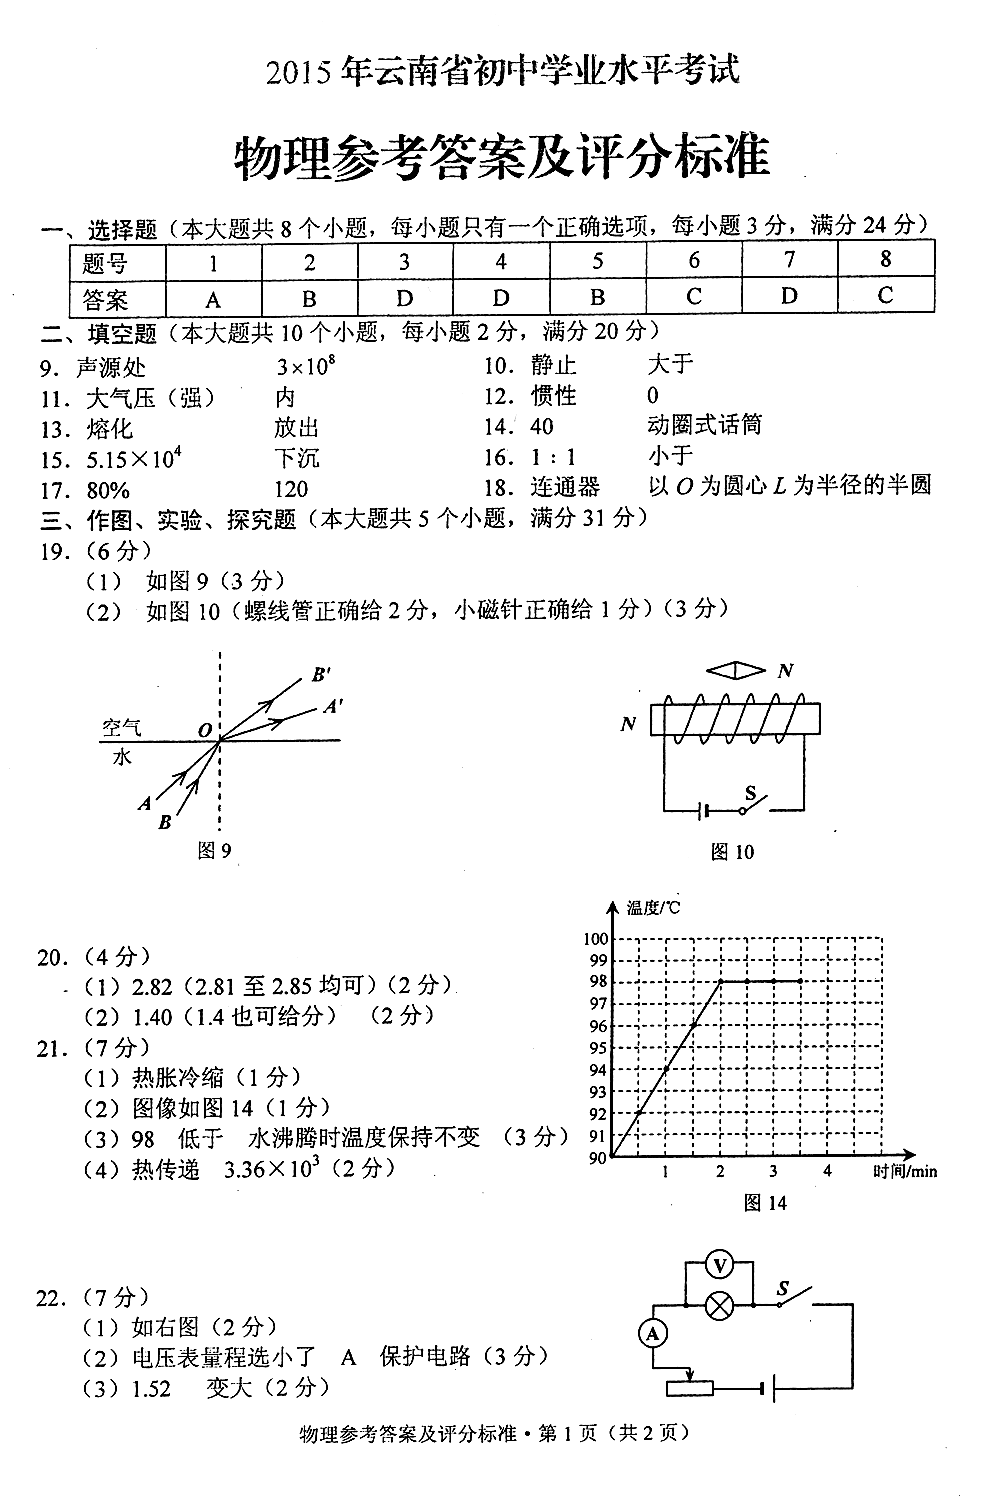 2015年云南省初中学业水平考试
物理参考答案及评分标准
一、选择题（本大题共8个小题，每小题只有一个正确选项，每小题3分，满分24分）
题号 1 2 3 4 5 6 7 8
答案 A B D D B C D C
二、填空题（本大题共10个小题，每小题2分，满分20分）
9．声源处 3×10⁸ 10．静止 大于
11．大气压（强） 内 12．惯性 0
13．熔化 放出 14．40 动圈式话筒
15．5.15×10⁴ 下沉 16．1：1 小于
17．80% 120 18．连通器 以O为圆心L为半径的半圆
三、作图、实验、探究题（本大题共5个小题，满分31分）
19．（6分）
（1） 如图9（3分）
（2） 如图10（螺线管正确给2分，小磁针正确给1分）（3分）
B'
A'
空气
O
水
A
B
图9
N
N
S
图10
温度/℃
100
99
98
97
96
95
94
93
92
91
90
1 2 3 4 时间/min
图14
20．（4分）
（1）2.82（2.81至2.85均可）（2分）
（2）1.40（1.4也可给分） （2分）
21．（7分）
（1）热胀冷缩（1分）
（2）图像如图14（1分）
（3）98 低于 水沸腾时温度保持不变 （3分）
（4）热传递 3.36×10³（2分）
22．（7分）
（1）如右图（2分）
（2）电压表量程选小了 A 保护电路（3分）
（3）1.52 变大（2分）
V
S
A
物理参考答案及评分标准·第1页（共2页）